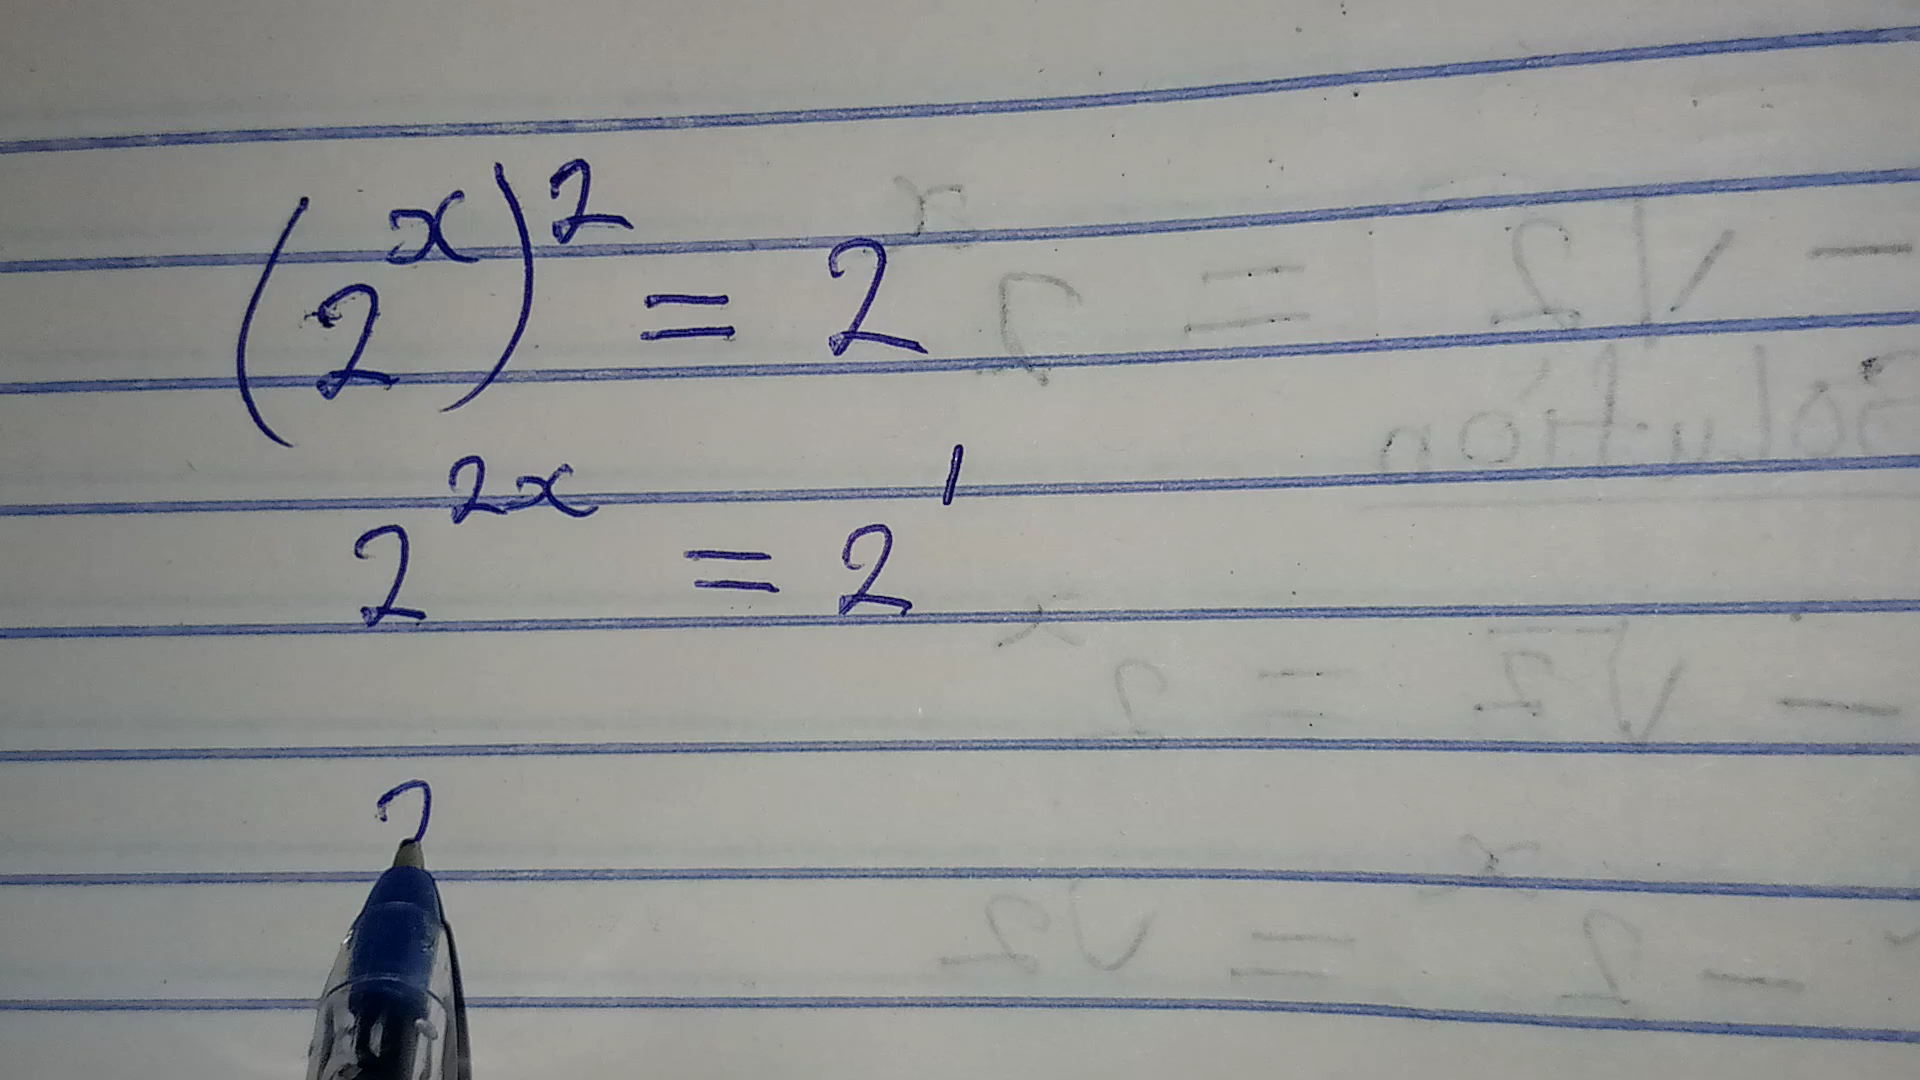 (2^x)^2 = 2
2^{2x} = 2^1
2